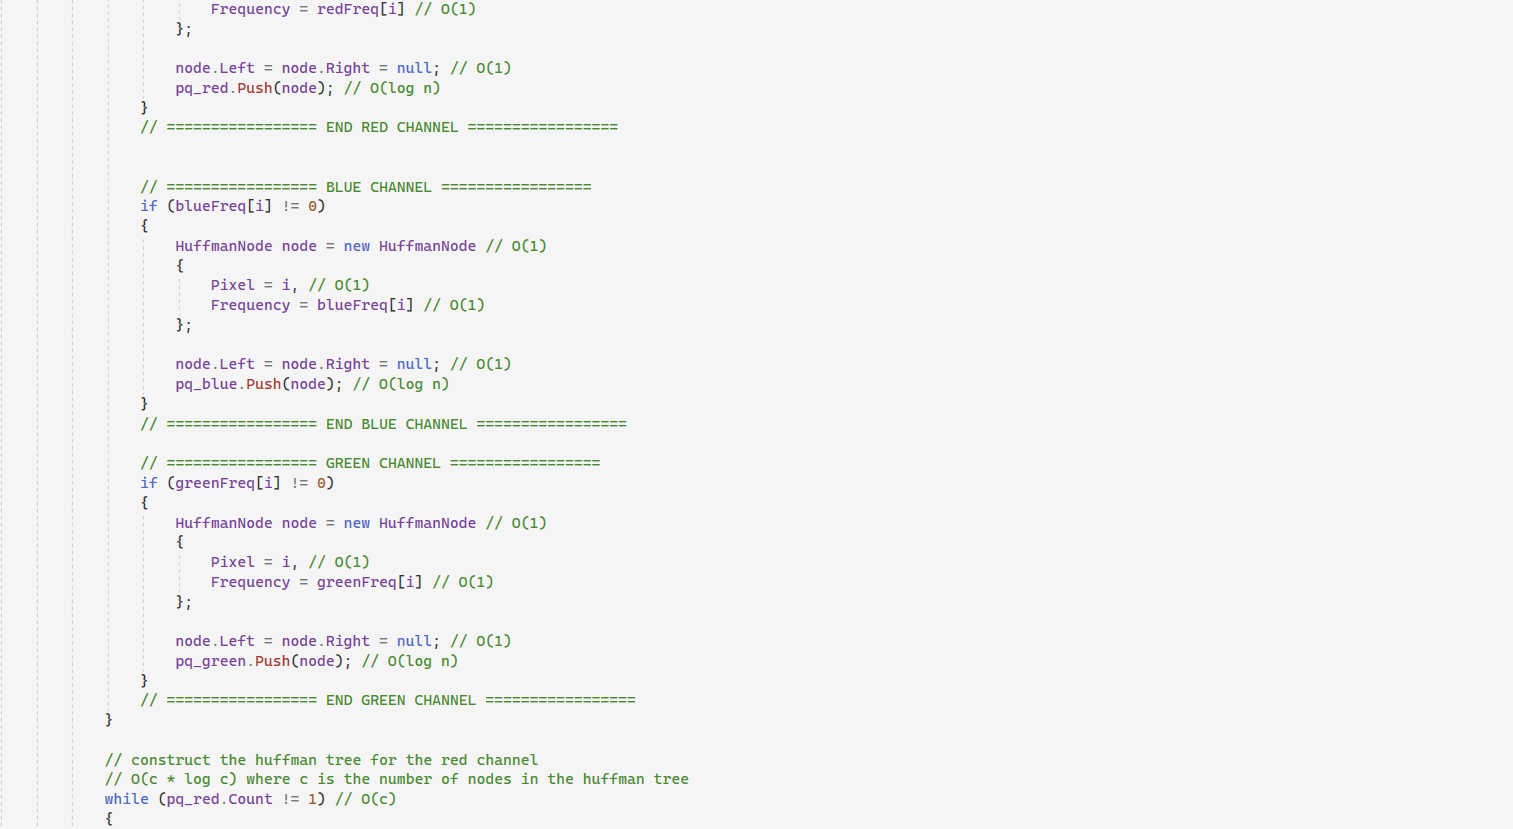 Frequency = redFreq[i] // O(1)
};
node.Left = node.Right = null; // O(1)
pq_red.Push(node); // O(log n)
}
// ================= END RED CHANNEL =================
// ================= BLUE CHANNEL =================
if (blueFreq[i] != 0)
{
HuffmanNode node = new HuffmanNode // O(1)
{
Pixel = i, // O(1)
Frequency = blueFreq[i] // O(1)
};
node.Left = node.Right = null; // O(1)
pq_blue.Push(node); // O(log n)
}
// ================= END BLUE CHANNEL =================
// ================= GREEN CHANNEL =================
if (greenFreq[i] != 0)
{
HuffmanNode node = new HuffmanNode // O(1)
{
Pixel = i, // O(1)
Frequency = greenFreq[i] // O(1)
};
node.Left = node.Right = null; // O(1)
pq_green.Push(node); // O(log n)
}
// ================= END GREEN CHANNEL =================
}
// construct the huffman tree for the red channel
// O(c * log c) where c is the number of nodes in the huffman tree
while (pq_red.Count != 1) // O(c)
{